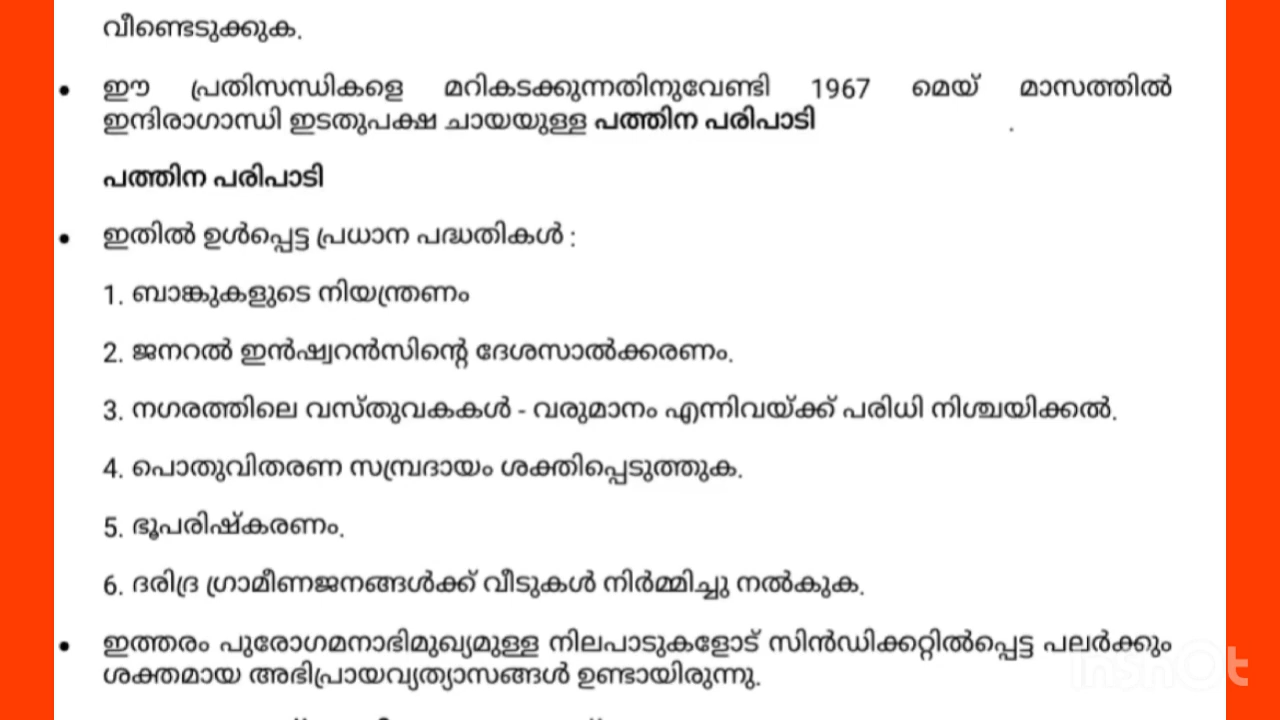 വീണ്ടെടുക്കുക.
• ഈ പ്രതിസന്ധികളെ മറികടക്കുന്നതിനുവേണ്ടി 1967 മെയ് മാസത്തിൽ
ഇന്ദിരാഗാന്ധി ഇടതുപക്ഷ ചായയുള്ള പത്തിന പരിപാടി .
പത്തിന പരിപാടി
• ഇതിൽ ഉൾപ്പെട്ട പ്രധാന പദ്ധതികൾ :
1. ബാങ്കുകളുടെ നിയന്ത്രണം
2. ജനറൽ ഇൻഷ്വറൻസിന്റെ ദേശസാൽക്കരണം.
3. നഗരത്തിലെ വസ്തുവകകൾ - വരുമാനം എന്നിവയ്ക്ക് പരിധി നിശ്ചയിക്കൽ.
4. പൊതുവിതരണ സമ്പ്രദായം ശക്തിപ്പെടുത്തുക.
5. ഭൂപരിഷ്കരണം.
6. ദരിദ്ര ഗ്രാമീണജനങ്ങൾക്ക് വീടുകൾ നിർമ്മിച്ചു നൽകുക.
• ഇത്തരം പുരോഗമനാഭിമുഖ്യമുള്ള നിലപാടുകളോട് സിൻഡിക്കറ്റിൽപ്പെട്ട പലർക്കും
ശക്തമായ അഭിപ്രായവ്യത്യാസങ്ങൾ ഉണ്ടായിരുന്നു.
InShOt